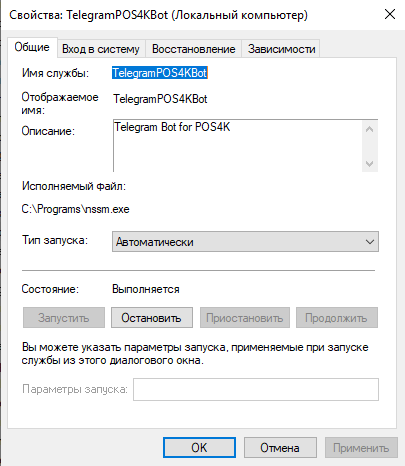 Свойства: TelegramPOS4KBot (Локальный компьютер)
Общие Вход в систему Восстановление Зависимости
Имя службы: TelegramPOS4KBot
Отображаемое
имя: TelegramPOS4KBot
Описание: Telegram Bot for POS4K
Исполняемый файл:
C:\Programs\nssm.exe
Тип запуска: Автоматически
Состояние: Выполняется
Запустить Остановить Приостановить Продолжить
Вы можете указать параметры запуска, применяемые при запуске
службы из этого диалогового окна.
Параметры запуска:
OK Отмена Применить